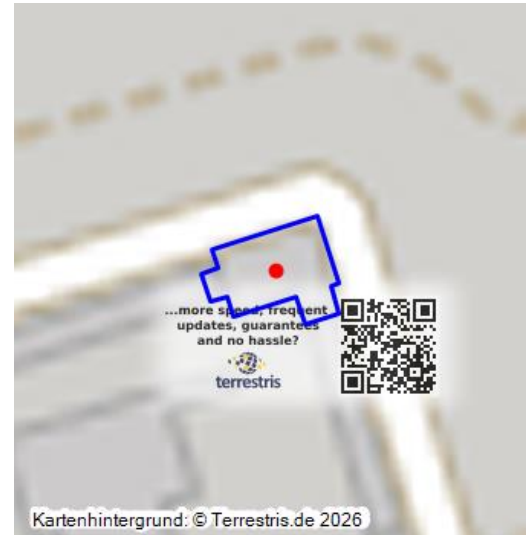 ...more speed, frequent
updates, guarantees
and no hassle?
terrestris
Kartenhintergrund: © Terrestris.de 2026